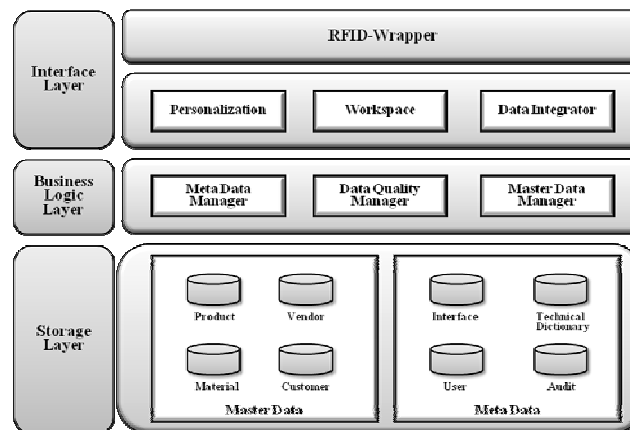 RFID-Wrapper
Interface
Layer
Personalization
Workspace
Data Integrator
Business
Logic
Layer
Meta Data
Manager
Data Quality
Manager
Master Data
Manager
Storage
Layer
Product
Vendor
Material
Customer
Master Data
Interface
Technical
Dictionary
User
Audit
Meta Data